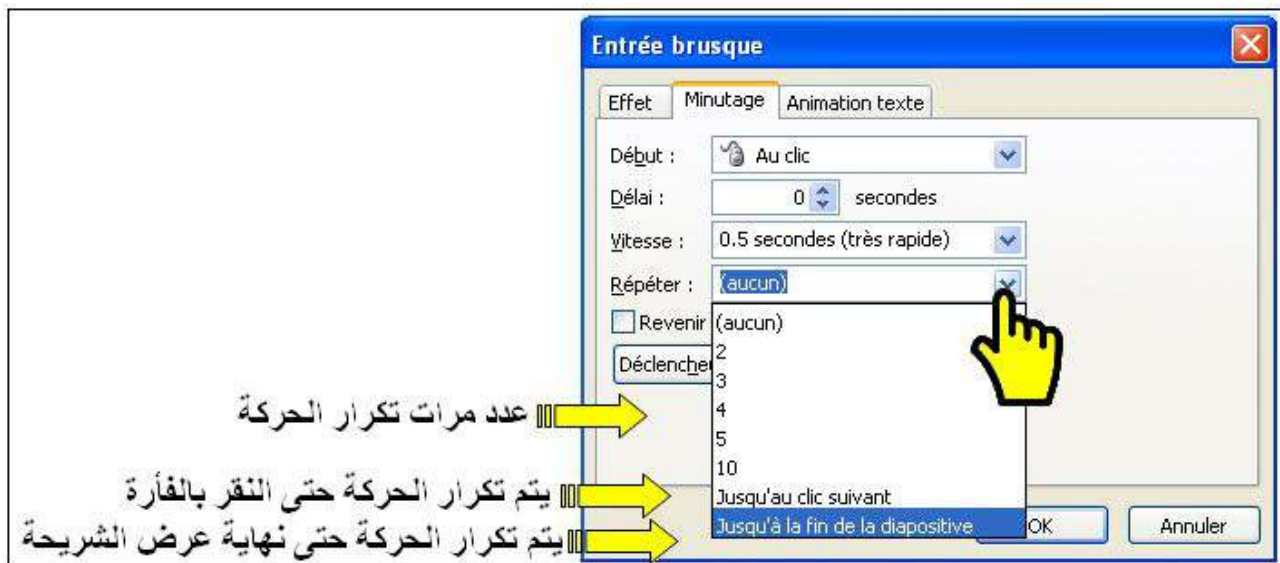 Entrée brusque
Effet Minutage Animation texte
Début : Au clic
Délai : 0 secondes
Vitesse : 0.5 secondes (très rapide)
Répéter : (aucun)
Revenir (aucun)
2
3
4
5
10
Jusqu'au clic suivant
Jusqu'à la fin de la diapositive
OK Annuler
عدد مرات تكرار الحركة
يتم تكرار الحركة حتى النقر بالفأرة
يتم تكرار الحركة حتى نهاية عرض الشريحة